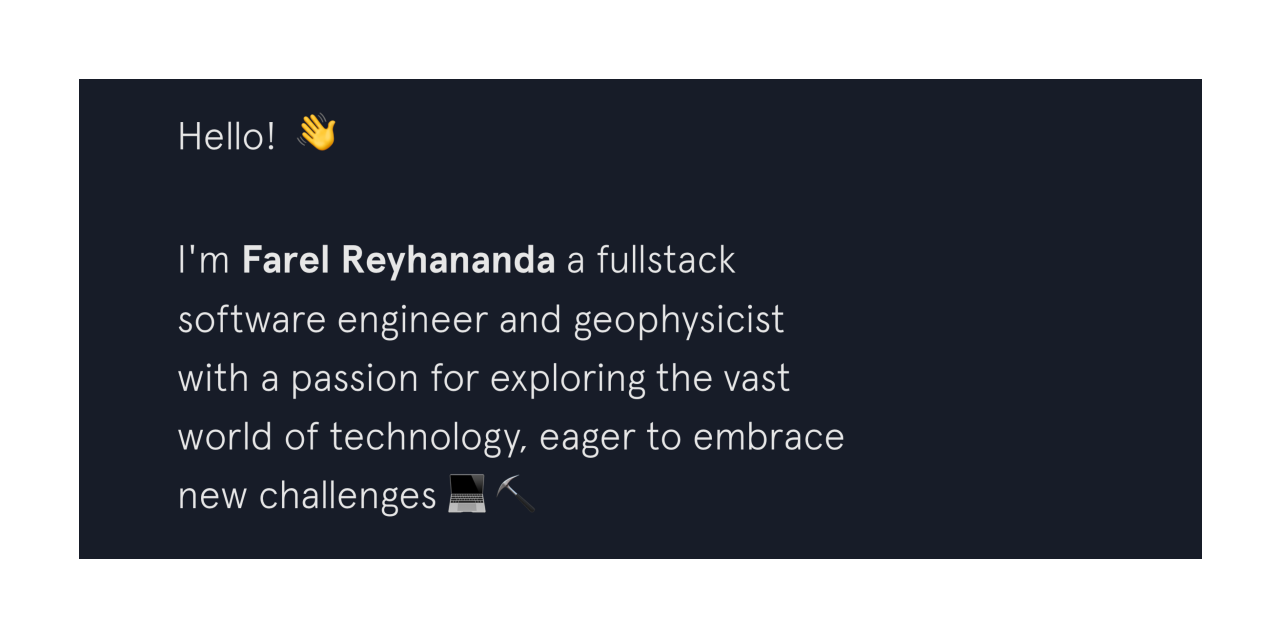 Hello! 👋
I'm Farel Reyhananda a fullstack
software engineer and geophysicist
with a passion for exploring the vast
world of technology, eager to embrace
new challenges 💻⛏️